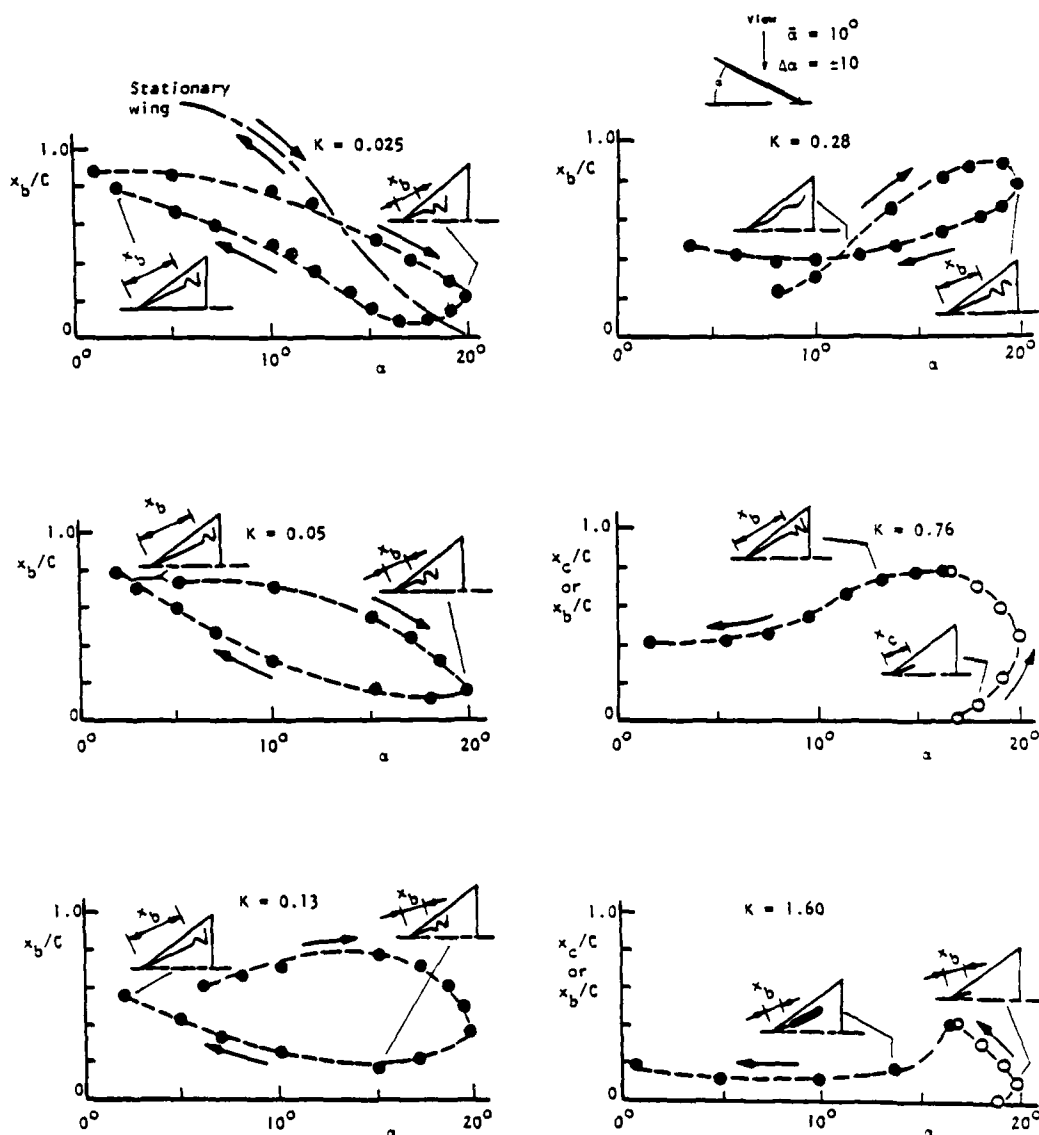 View
ᾱ = 10°
Δα = ±10
α
Stationary
wing
K = 0.025
x_b/C
1.0
0
x_b
x_b
0°
10°
20°
α
K = 0.28
1.0
0
x_b
0°
10°
20°
α
K = 0.05
x_b/C
1.0
0
x_b
x_b
0°
10°
20°
α
K = 0.76
x_c/C
or
x_b/C
1.0
0
x_b
x_c
0°
10°
20°
α
K = 0.13
x_b/C
1.0
0
x_b
x_b
0°
10°
20°
α
K = 1.60
x_c/C
or
x_b/C
1.0
0
x_b
x_b
0°
10°
20°
α